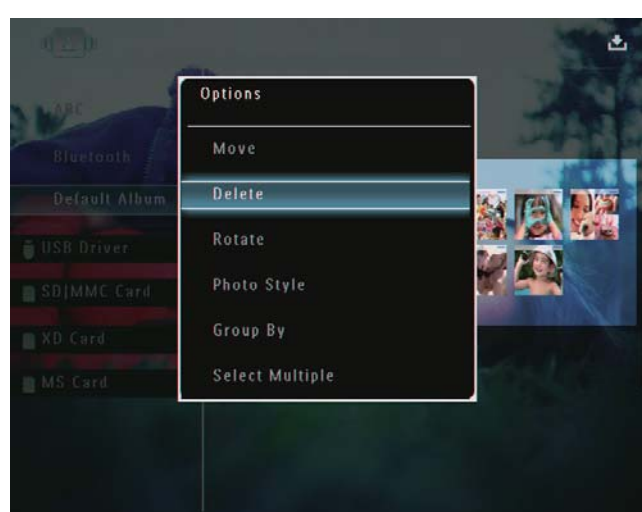 Options
Move
Delete
Rotate
Photo Style
Group By
Select Multiple
ABC
Bluetooth
Default Album
USB Driver
SD|MMC Card
XD Card
MS Card